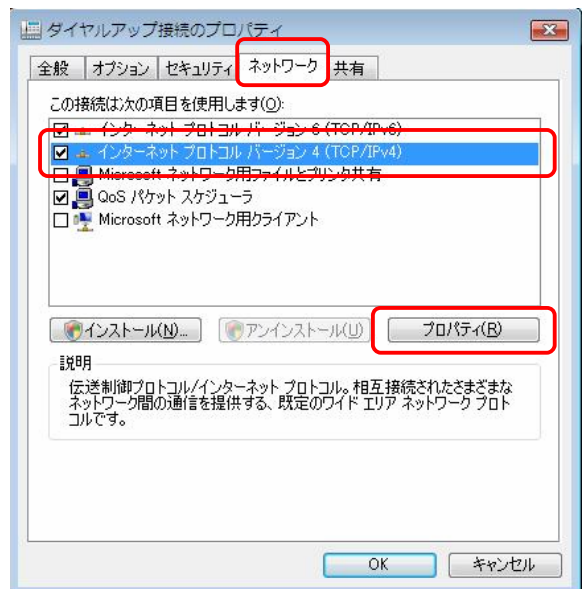 ダイヤルアップ接続のプロパティ
全般 オプション セキュリティ ネットワーク 共有
この接続は次の項目を使用します(O):
インターネット プロトコル バージョン 6 (TCP/IPv6)
インターネット プロトコル バージョン 4 (TCP/IPv4)
Microsoft ネットワーク用ファイルとプリンタ共有
QoS パケット スケジューラ
Microsoft ネットワーク用クライアント
インストール(N)... アンインストール(U) プロパティ(R)
説明
伝送制御プロトコル/インターネット プロトコル。相互接続されたさまざまな
ネットワーク間の通信を提供する、既定のワイド エリア ネットワーク プロト
コルです。
OK キャンセル